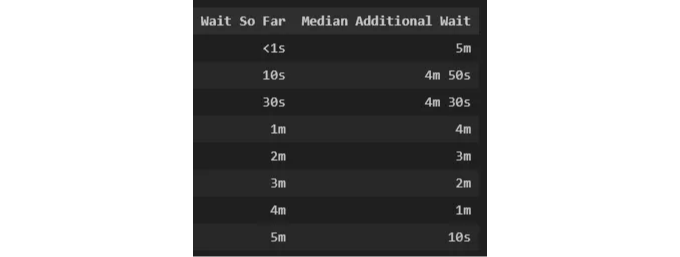 Wait So Far Median Additional Wait
<1s 5m
10s 4m 50s
30s 4m 30s
1m 4m
2m 3m
3m 2m
4m 1m
5m 10s